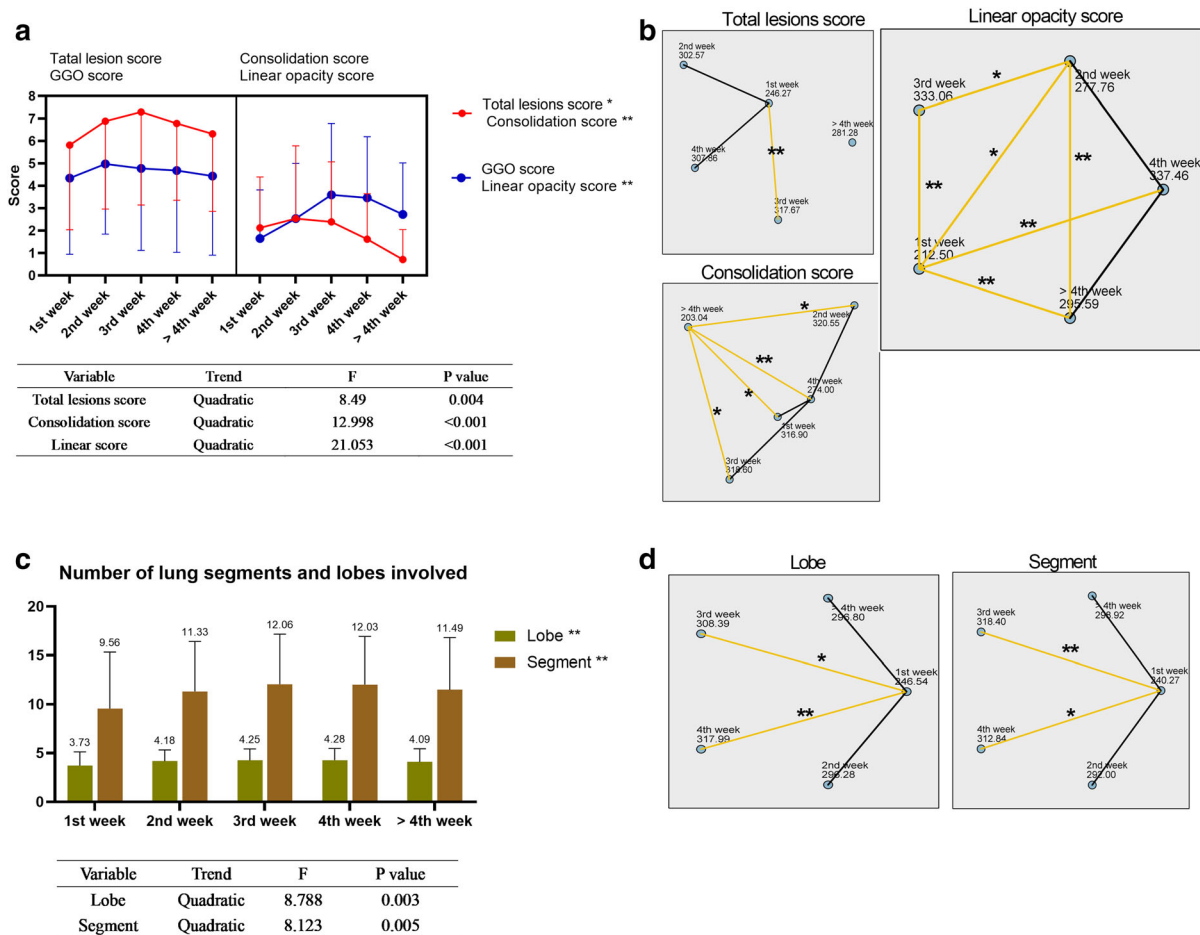 a
Total lesion score
GGO score
Consolidation score
Linear opacity score
Score
8
7
6
5
4
3
2
1
0
1st week
2nd week
3rd week
4th week
> 4th week
1st week
2nd week
3rd week
4th week
> 4th week
Total lesions score *
Consolidation score **
GGO score
Linear opacity score **
Variable Trend F P value
Total lesions score Quadratic 8.49 0.004
Consolidation score Quadratic 12.998 <0.001
Linear score Quadratic 21.053 <0.001
b
Total lesions score
2nd week
302.57
1st week
246.27
> 4th week
281.28
4th week
307.86
**
3rd week
317.67
Linear opacity score
2nd week
277.76
3rd week
333.06
*
*
**
**
4th week
337.46
**
1st week
212.50
**
> 4th week
295.59
Consolidation score
> 4th week
203.04
*
2nd week
320.55
**
4th week
274.00
*
1st week
316.90
*
3rd week
318.60
c
Number of lung segments and lobes involved
20
15
10
5
0
3.73
9.56
4.18
11.33
4.25
12.06
4.28
12.03
4.09
11.49
1st week 2nd week 3rd week 4th week > 4th week
Lobe **
Segment **
Variable Trend F P value
Lobe Quadratic 8.788 0.003
Segment Quadratic 8.123 0.005
d
Lobe
> 4th week
296.80
3rd week
308.39
*
1st week
246.54
**
4th week
317.99
2nd week
296.28
Segment
> 4th week
298.92
3rd week
318.40
**
1st week
240.27
*
4th week
312.84
2nd week
292.00